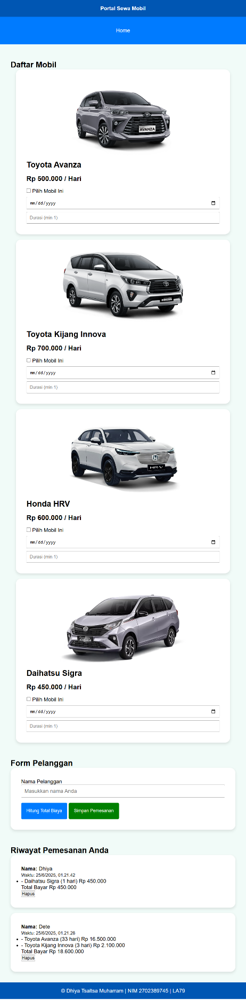 Portal Sewa Mobil
Home
Daftar Mobil
AVANZA
Toyota Avanza
Rp 500.000 / Hari
Pilih Mobil Ini
mm/dd/yyyy
Durasi (min 1)
INNOVA
Toyota Kijang Innova
Rp 700.000 / Hari
Pilih Mobil Ini
mm/dd/yyyy
Durasi (min 1)
HR-V
Honda HRV
Rp 600.000 / Hari
Pilih Mobil Ini
mm/dd/yyyy
Durasi (min 1)
SIGRA
Daihatsu Sigra
Rp 450.000 / Hari
Pilih Mobil Ini
mm/dd/yyyy
Durasi (min 1)
Form Pelanggan
Nama Pelanggan
Masukkan nama Anda
Hitung Total Biaya Simpan Pemesanan
Riwayat Pemesanan Anda
Nama: Dhiya
Waktu: 25/6/2025, 01.21.42
• - Daihatsu Sigra (1 hari) Rp 450.000
Total Bayar Rp 450.000
Hapus
Nama: Dete
Waktu: 25/6/2025, 01.21.28
• - Toyota Avanza (33 hari) Rp 16.500.000
• - Toyota Kijang Innova (3 hari) Rp 2.100.000
Total Bayar Rp 18.600.000
Hapus
© Dhiya Tsaltsa Muharram | NIM 2702389745 | LA79